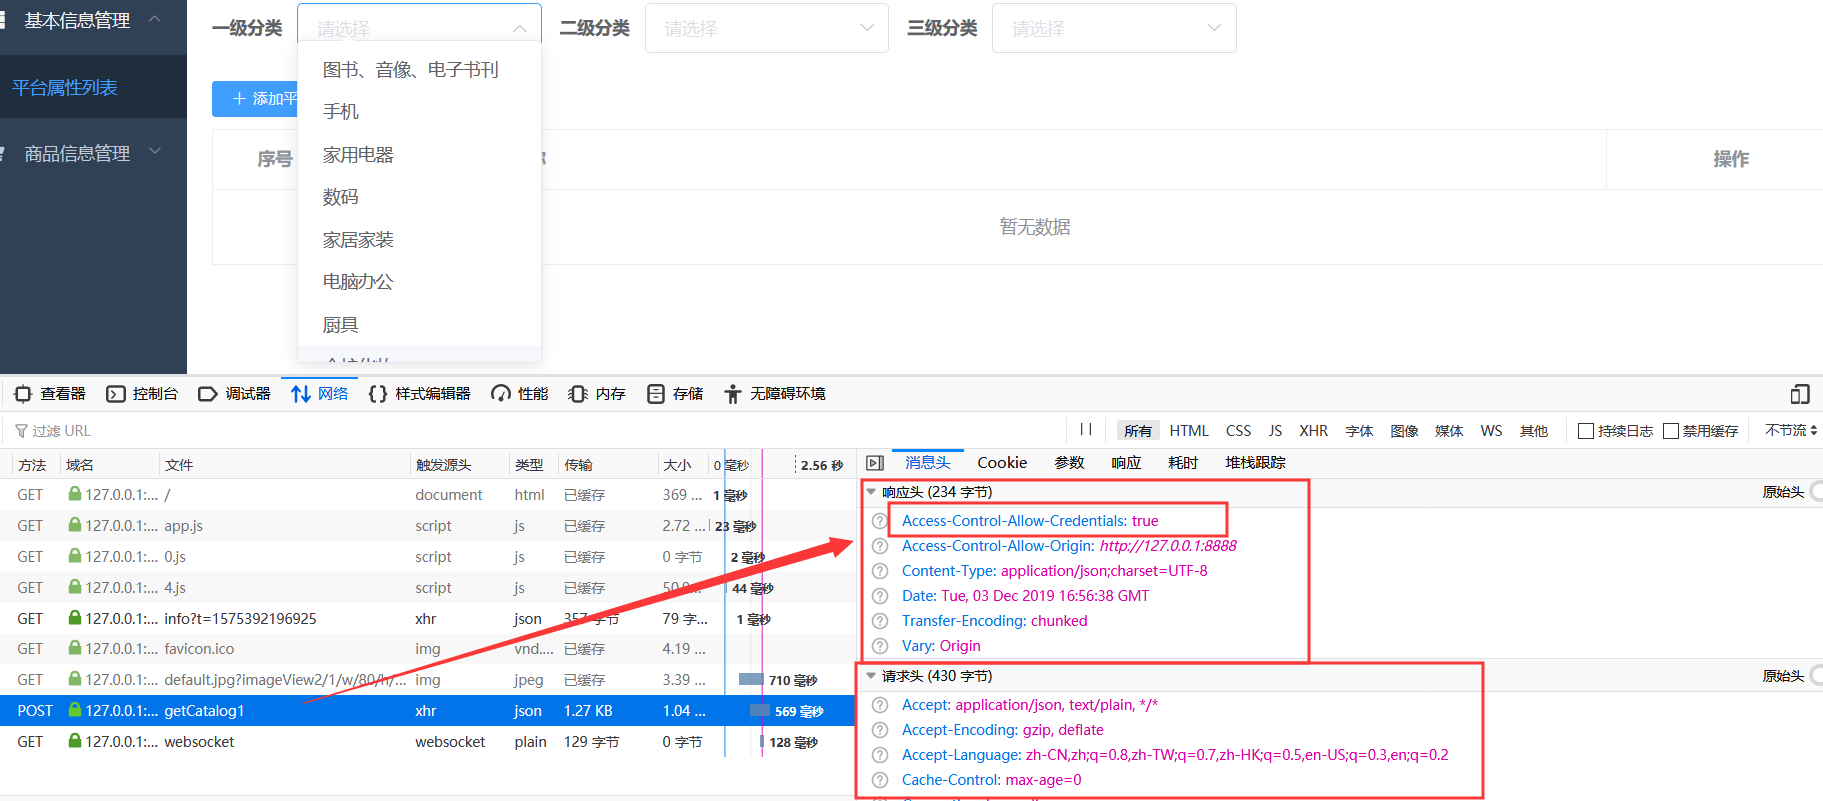 基本信息管理
一级分类 请选择 二级分类 请选择 三级分类 请选择
平台属性列表
商品信息管理
图书、音像、电子书刊
手机
家用电器
数码
家居家装
电脑办公
厨具
添加平
序号 操作
暂无数据
查看器 控制台 调试器 网络 样式编辑器 性能 内存 存储 无障碍环境
过滤 URL 所有 HTML CSS JS XHR 字体 图像 媒体 WS 其他 持续日志 禁用缓存 不节流
方法 域名 文件 触发源头 类型 传输 大小 0 毫秒 2.56 秒
GET 127.0.0.1:... / document html 已缓存 369 ... 1 毫秒
GET 127.0.0.1:... app.js script js 已缓存 2.72 ... 23 毫秒
GET 127.0.0.1:... 0.js script js 已缓存 0 字节 2 毫秒
GET 127.0.0.1:... 4.js script js 已缓存 44 毫秒
GET 127.0.0.1:... info?t=1575392196925 xhr json 357 字节 79 字... 1 毫秒
GET 127.0.0.1:... favicon.ico img vnd.... 已缓存 4.19 ...
GET 127.0.0.1:... default.jpg?imageView2/1/w/80/h/... img jpeg 已缓存 3.39 ... 710 毫秒
POST 127.0.0.1:... getCatalog1 xhr json 1.27 KB 1.04 ... 569 毫秒
GET 127.0.0.1:... websocket websocket plain 129 字节 0 字节 128 毫秒
消息头 Cookie 参数 响应 耗时 堆栈跟踪
响应头 (234 字节) 原始头
Access-Control-Allow-Credentials: true
Access-Control-Allow-Origin: http://127.0.0.1:8888
Content-Type: application/json;charset=UTF-8
Date: Tue, 03 Dec 2019 16:56:38 GMT
Transfer-Encoding: chunked
Vary: Origin
请求头 (430 字节) 原始头
Accept: application/json, text/plain, */*
Accept-Encoding: gzip, deflate
Accept-Language: zh-CN,zh;q=0.8,zh-TW;q=0.7,zh-HK;q=0.5,en-US;q=0.3,en;q=0.2
Cache-Control: max-age=0